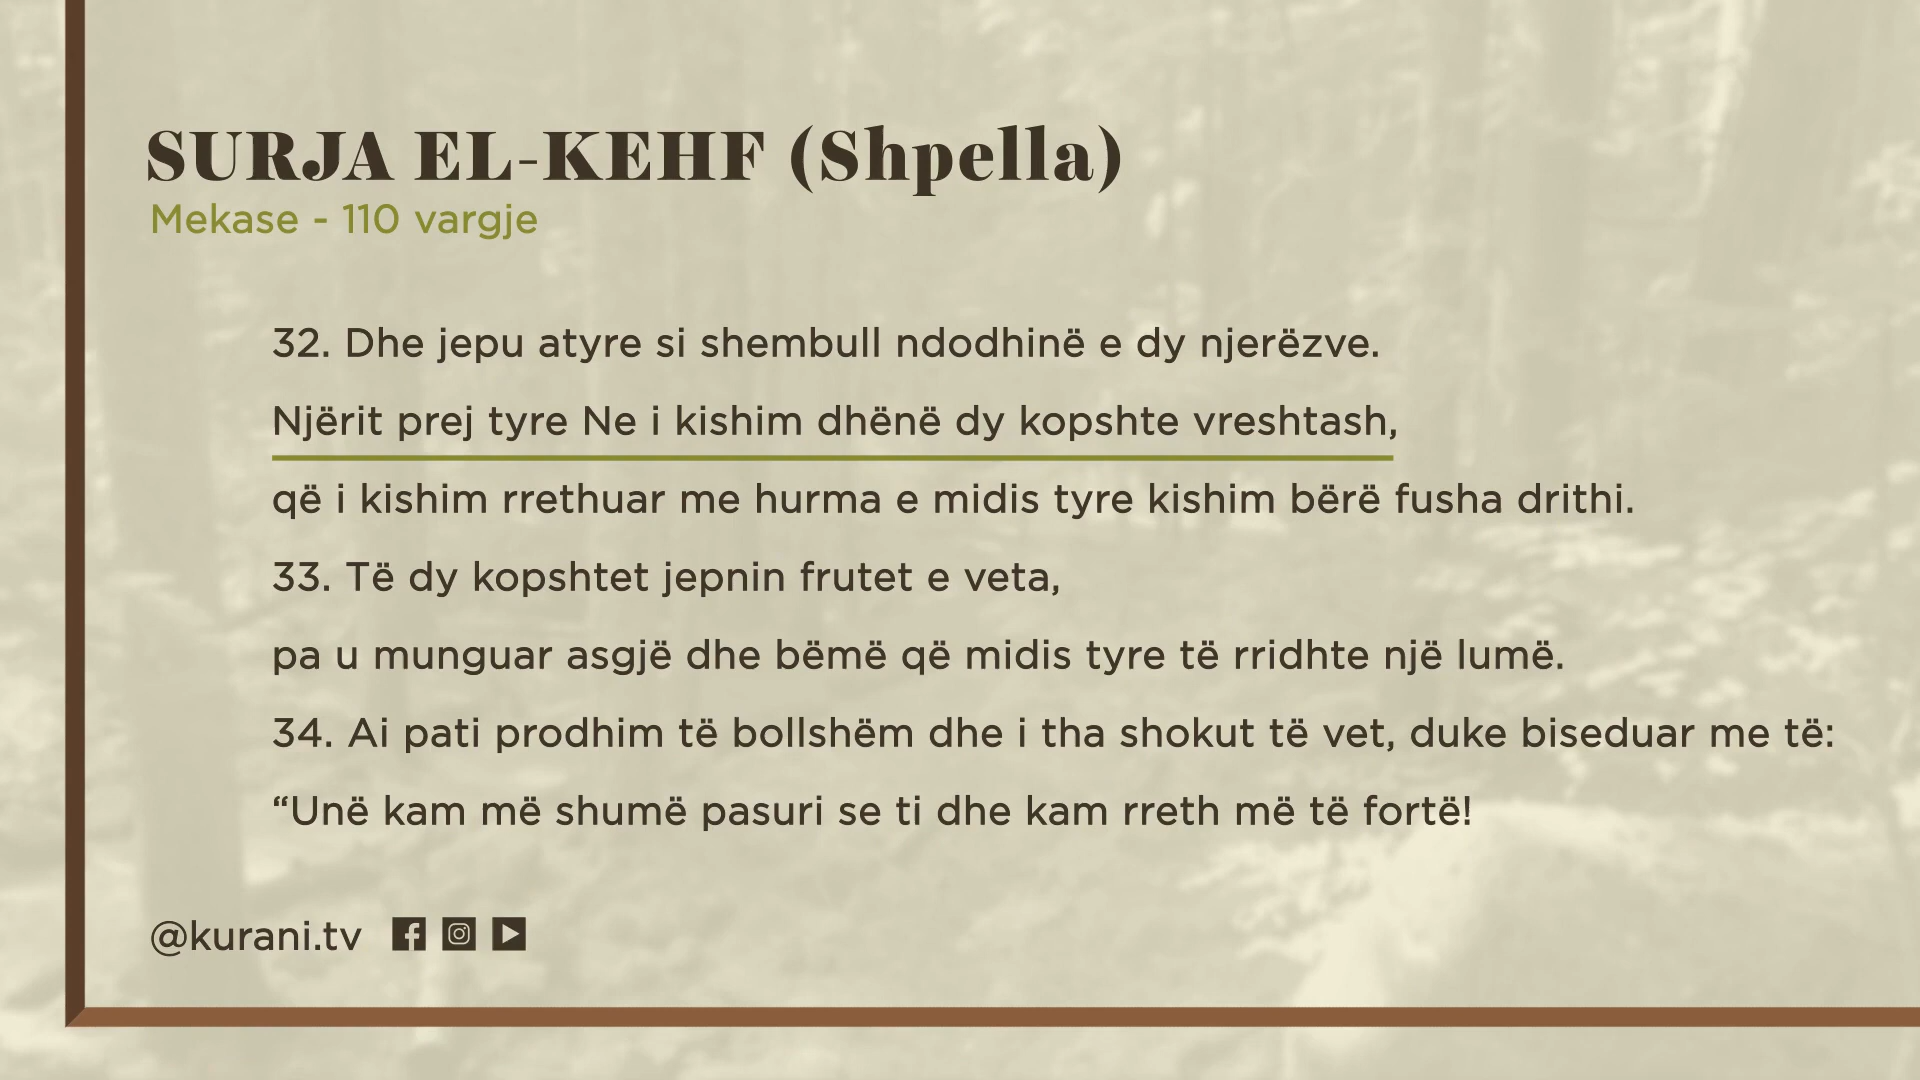 SURJA EL-KEHF (Shpella)
Mekase - 110 vargje
32. Dhe jepu atyre si shembull ndodhinë e dy njerëzve.
Njërit prej tyre Ne i kishim dhënë dy kopshte vreshtash,
që i kishim rrethuar me hurma e midis tyre kishim bërë fusha drithi.
33. Të dy kopshtet jepnin frutet e veta,
pa u munguar asgjë dhe bëmë që midis tyre të rridhte një lumë.
34. Ai pati prodhim të bollshëm dhe i tha shokut të vet, duke biseduar me të:
“Unë kam më shumë pasuri se ti dhe kam rreth më të fortë!
@kurani.tv